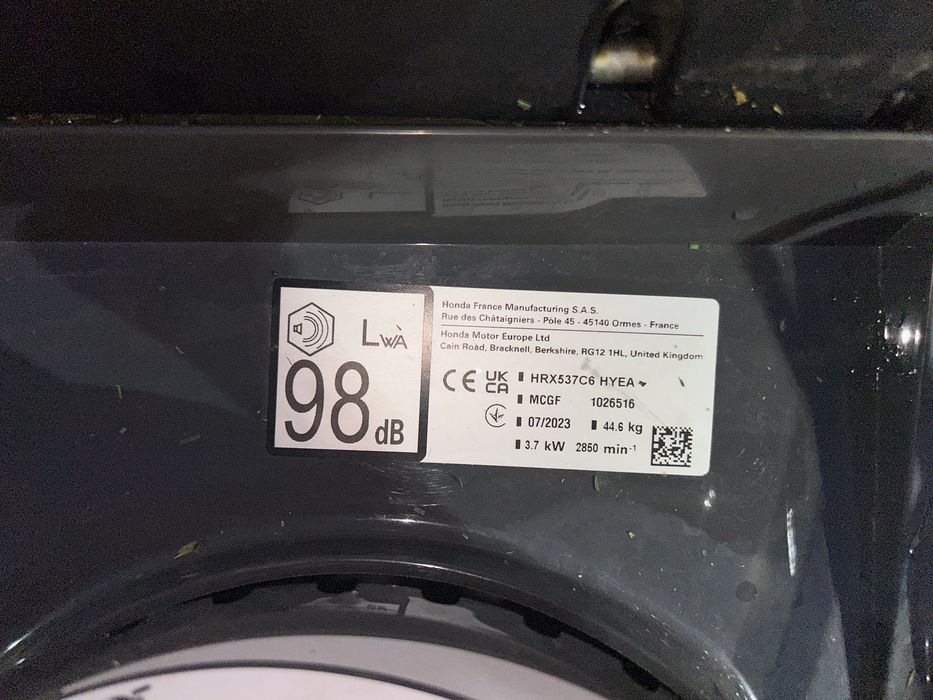 LWA
98 dB
Honda France Manufacturing S.A.S.
Rue des Châtaigniers - Pôle 45 - 45140 Ormes - France
Honda Motor Europe Ltd
Cain Road, Bracknell, Berkshire, RG12 1HL, United Kingdom
CE UK CA HRX537C6 HYEA
MCGF 1026516
07/2023 44.6 kg
3.7 kW 2850 min-1